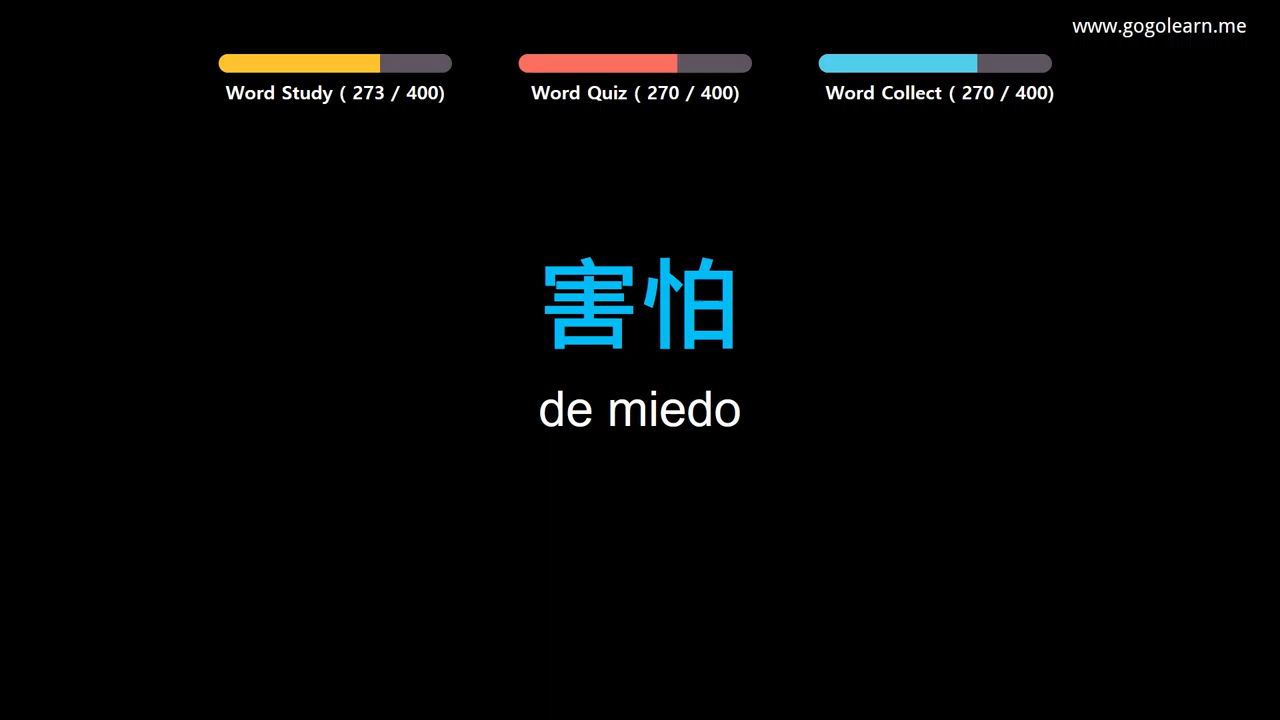 www.gogolearn.me
Word Study ( 273 / 400)
Word Quiz ( 270 / 400)
Word Collect ( 270 / 400)
害怕
de miedo